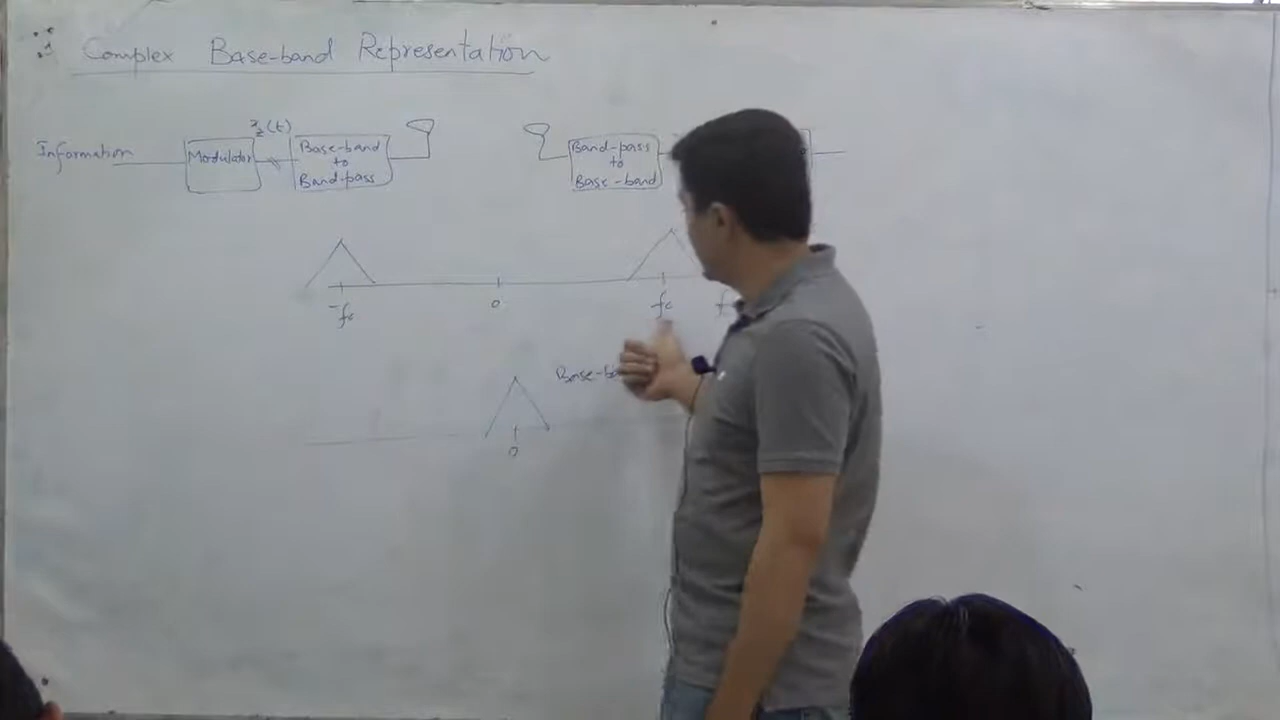 Complex Base-band Representation
Information
Modulator
(t)
Base-band
to
Band-pass
Band-pass
to
Base-band
-fc
0
fc
f
Base-b
0